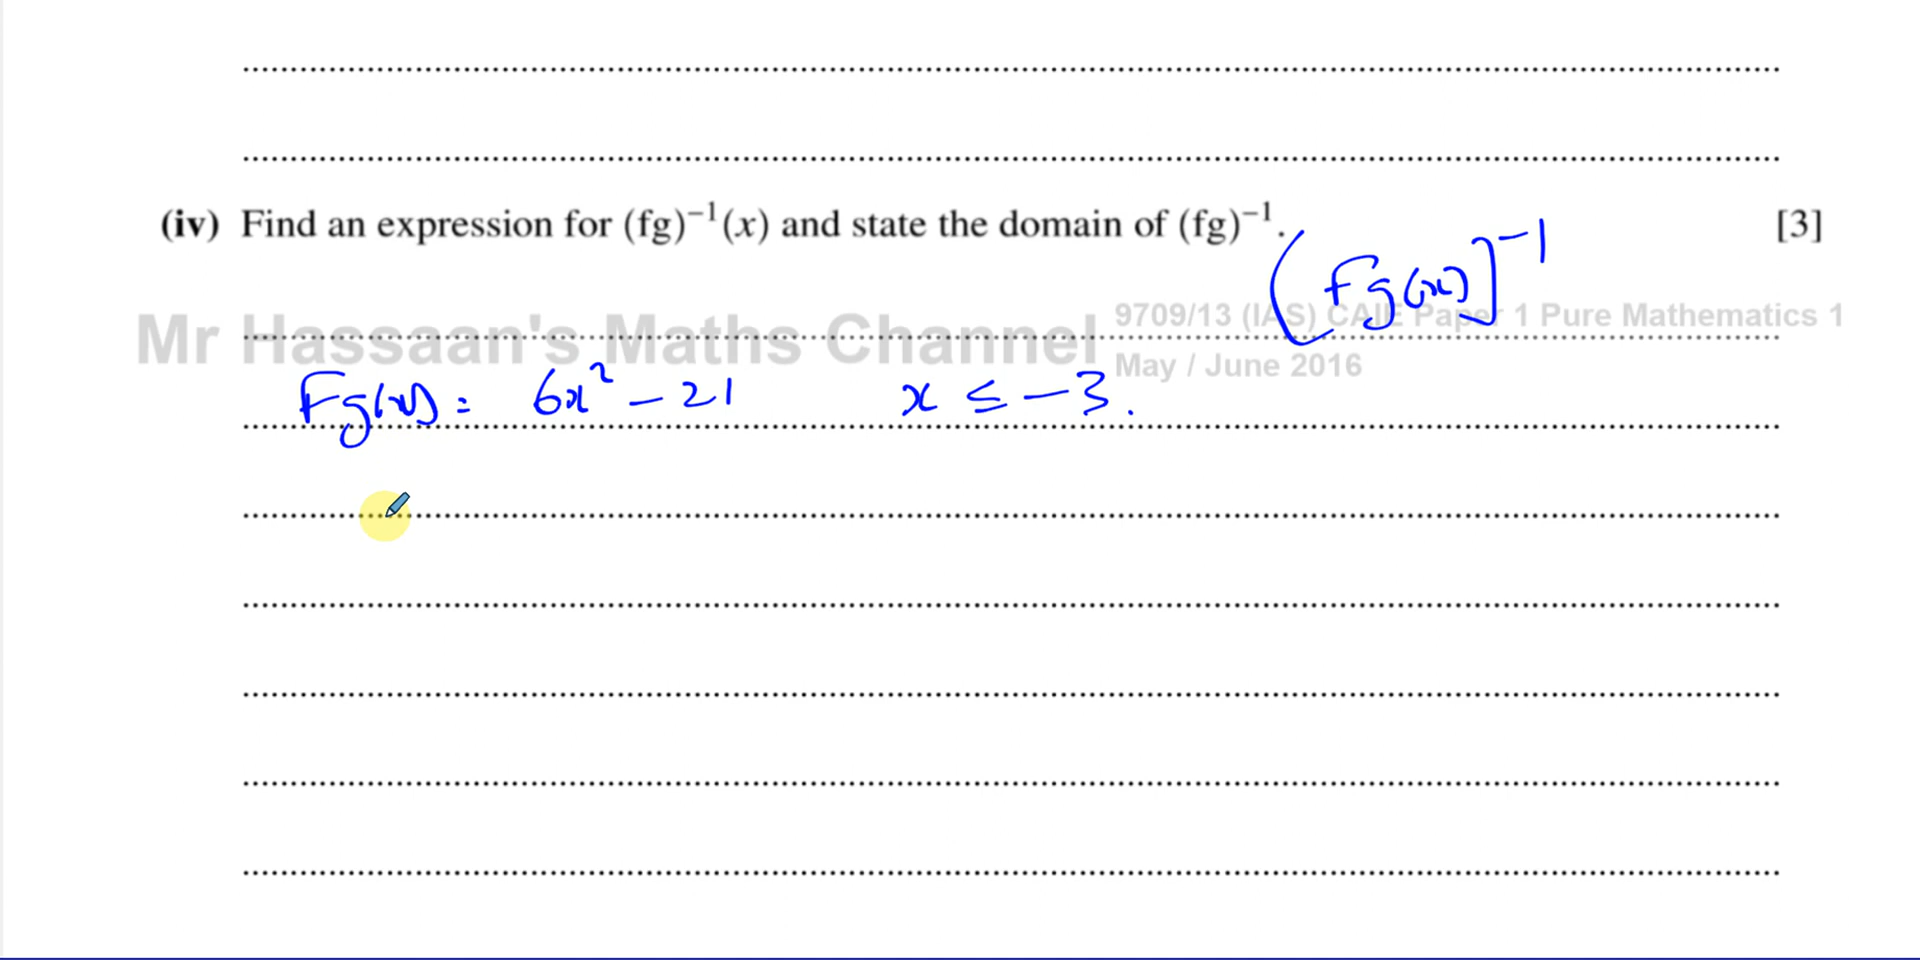 (iv) Find an expression for (fg)⁻¹(x) and state the domain of (fg)⁻¹. [3]
(Fg(x)]⁻¹
Mr Hassaan's Maths Channel
9709/13 (IAS) CAIE Paper 1 Pure Mathematics 1
May / June 2016
Fg(x) = 6x² - 21 x ≤ -3.